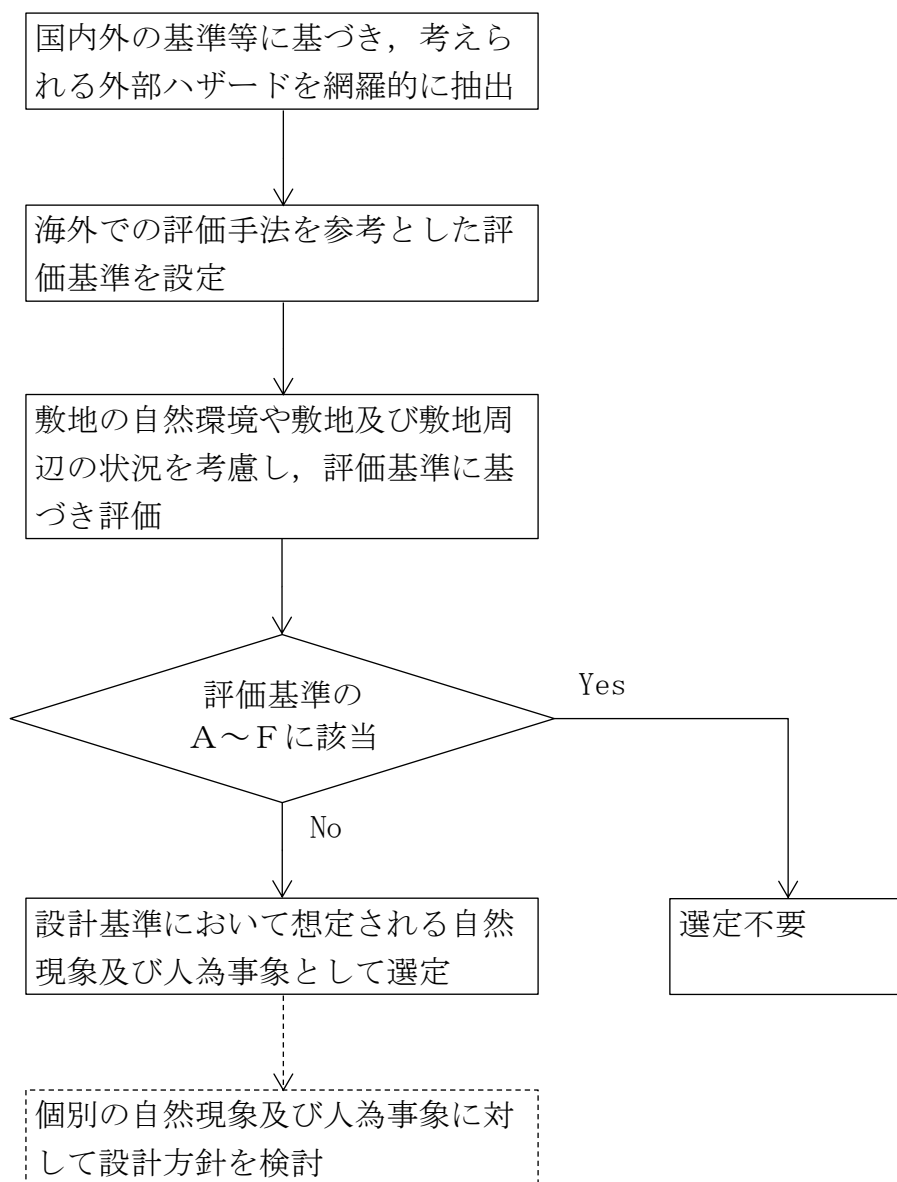 国内外の基準等に基づき，考えら
れる外部ハザードを網羅的に抽出
海外での評価手法を参考とした評
価基準を設定
敷地の自然環境や敷地及び敷地周
辺の状況を考慮し，評価基準に基
づき評価
評価基準の
Ａ～Ｆに該当
Yes
No
設計基準において想定される自然
現象及び人為事象として選定
選定不要
個別の自然現象及び人為事象に対
して設計方針を検討